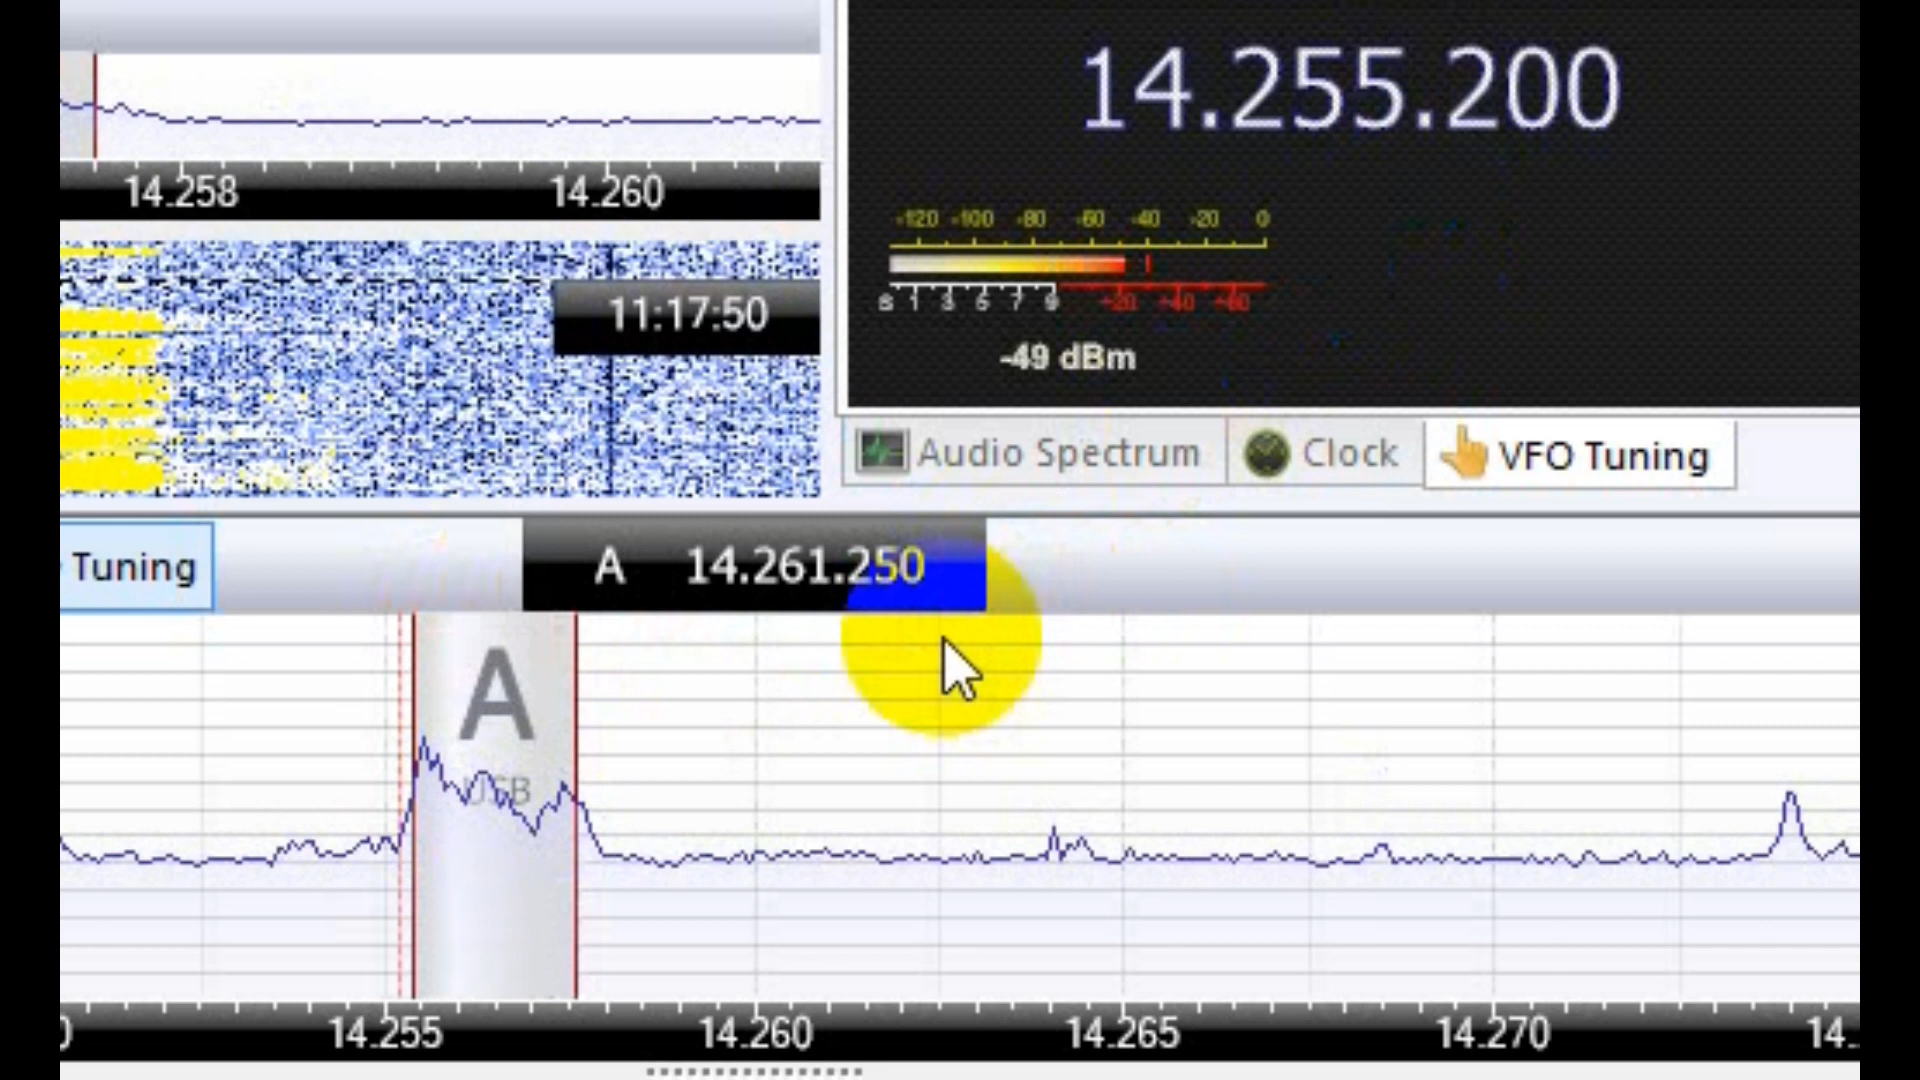 14.255.200
14.258 14.260
-120 -100 -80 -60 -40 -20 0
11:17:50
S 1 3 5 7 9 +20 +40 +60
-49 dBm
Audio Spectrum Clock VFO Tuning
Tuning
A 14.261.250
A
USB
0 14.255 14.260 14.265 14.270 14.